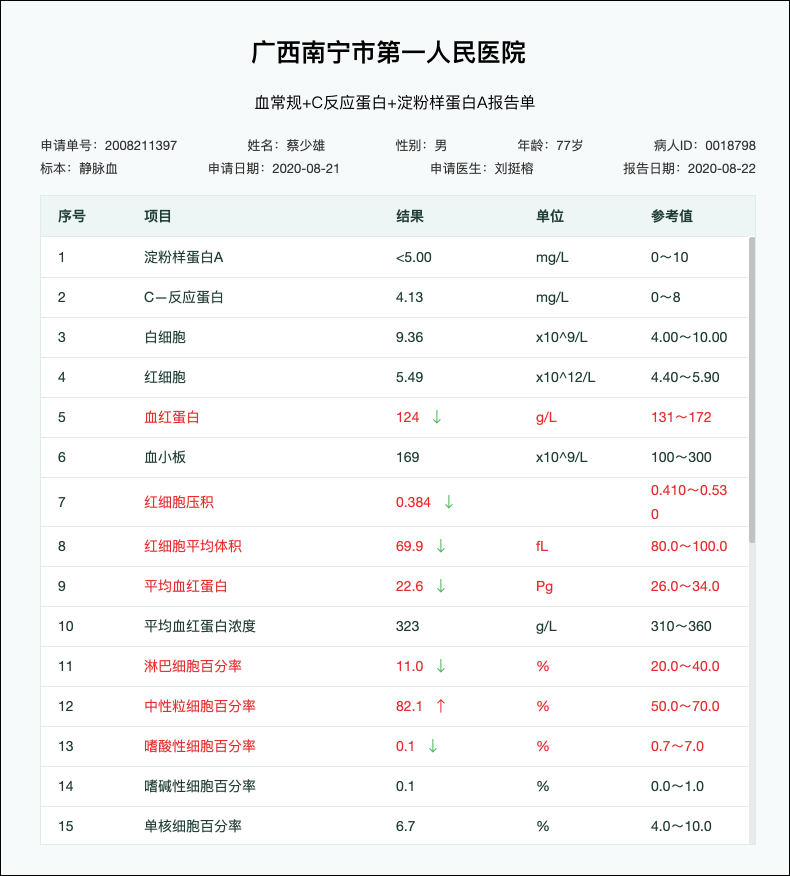 广西南宁市第一人民医院
血常规+C反应蛋白+淀粉样蛋白A报告单
申请单号：2008211397 姓名：蔡少雄 性别：男 年龄：77岁 病人ID：0018798
标本：静脉血 申请日期：2020-08-21 申请医生：刘挺榕 报告日期：2020-08-22
序号 项目 结果 单位 参考值
1 淀粉样蛋白A <5.00 mg/L 0～10
2 C－反应蛋白 4.13 mg/L 0～8
3 白细胞 9.36 x10^9/L 4.00～10.00
4 红细胞 5.49 x10^12/L 4.40～5.90
5 血红蛋白 124 ↓ g/L 131～172
6 血小板 169 x10^9/L 100～300
7 红细胞压积 0.384 ↓ 0.410～0.53
0
8 红细胞平均体积 69.9 ↓ fL 80.0～100.0
9 平均血红蛋白 22.6 ↓ Pg 26.0～34.0
10 平均血红蛋白浓度 323 g/L 310～360
11 淋巴细胞百分率 11.0 ↓ % 20.0～40.0
12 中性粒细胞百分率 82.1 ↑ % 50.0～70.0
13 嗜酸性细胞百分率 0.1 ↓ % 0.7～7.0
14 嗜碱性细胞百分率 0.1 % 0.0～1.0
15 单核细胞百分率 6.7 % 4.0～10.0